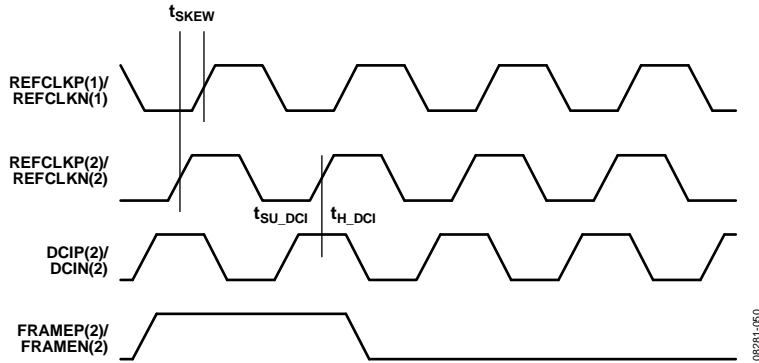 tSKEW
REFCLKP(1)/
REFCLKN(1)
REFCLKP(2)/
REFCLKN(2)
tSU_DCI
tH_DCI
DCIP(2)/
DCIN(2)
FRAMEP(2)/
FRAMEN(2)
08281-050